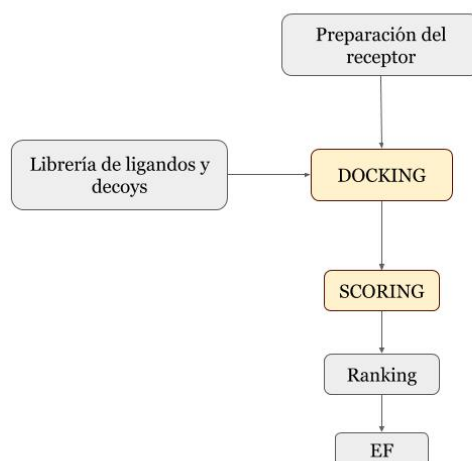 Preparación del
receptor
Librería de ligandos y
decoys
DOCKING
SCORING
Ranking
EF